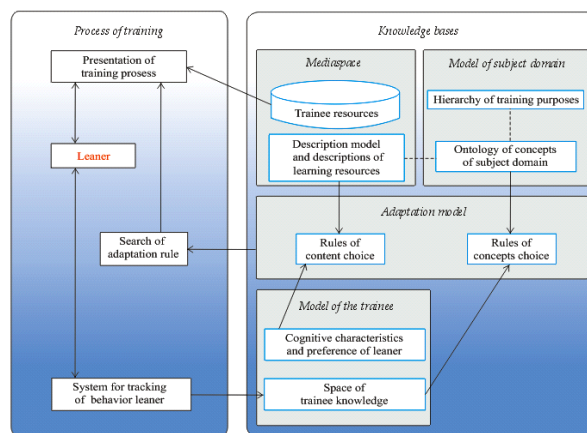 Process of training
Presentation of
training prosess
Leaner
Search of
adaptation rule
System for tracking
of behavior leaner
Knowledge bases
Mediaspace
Trainee resources
Description model
and descriptions of
learning resources
Model of subject domain
Hierarchy of training purposes
Ontology of concepts
of subject domain
Adaptation model
Rules of
content choice
Rules of
concepts choice
Model of the trainee
Cognitive characteristics
and preference of leaner
Space of
trainee knowledge